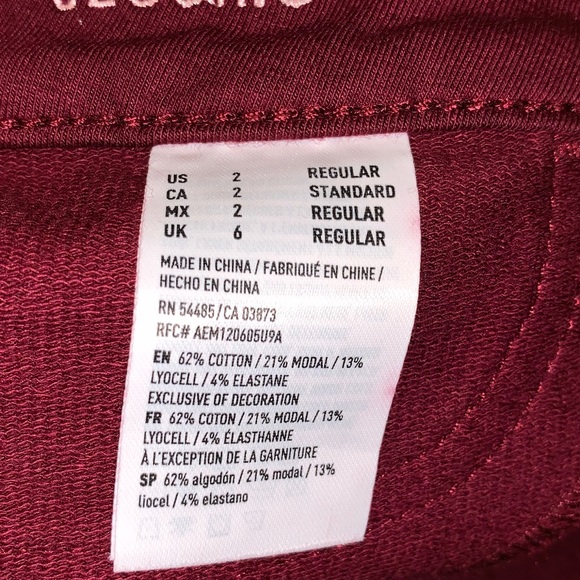 US 2 REGULAR
CA 2 STANDARD
MX 2 REGULAR
UK 6 REGULAR
MADE IN CHINA / FABRIQUÉ EN CHINE /
HECHO EN CHINA
RN 54485 / CA 03873
RFC# AEM120605U9A
EN 62% COTTON / 21% MODAL / 13%
LYOCELL / 4% ELASTANE
EXCLUSIVE OF DECORATION
FR 62% COTON / 21% MODAL / 13%
LYOCELL / 4% ÉLASTHANNE
À L'EXCEPTION DE LA GARNITURE
SP 62% algodón / 21% modal / 13%
liocel / 4% elastano